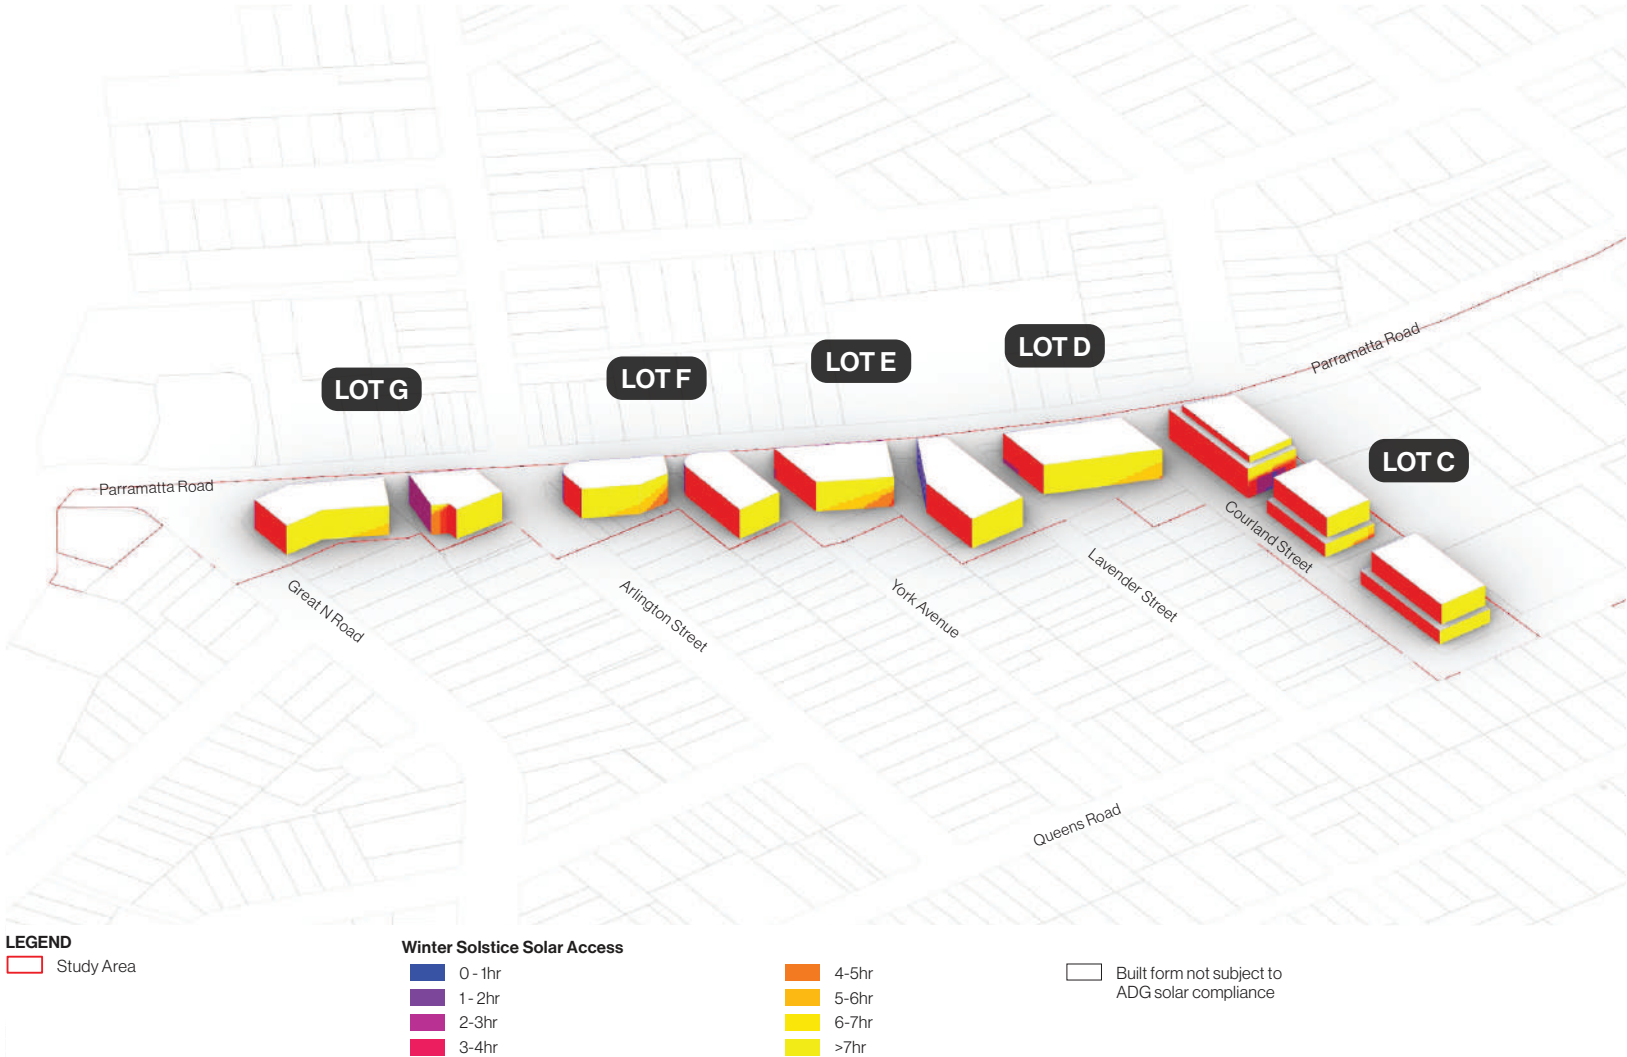 LOT D
LOT E
LOT F
LOT G
LOT C
Parramatta Road
Parramatta Road
Great N Road
Arlington Street
York Avenue
Lavender Street
Courland Street
Queens Road
LEGEND
Study Area
Winter Solstice Solar Access
0 - 1hr
1 - 2hr
2-3hr
3-4hr
4-5hr
5-6hr
6-7hr
>7hr
Built form not subject to
ADG solar compliance